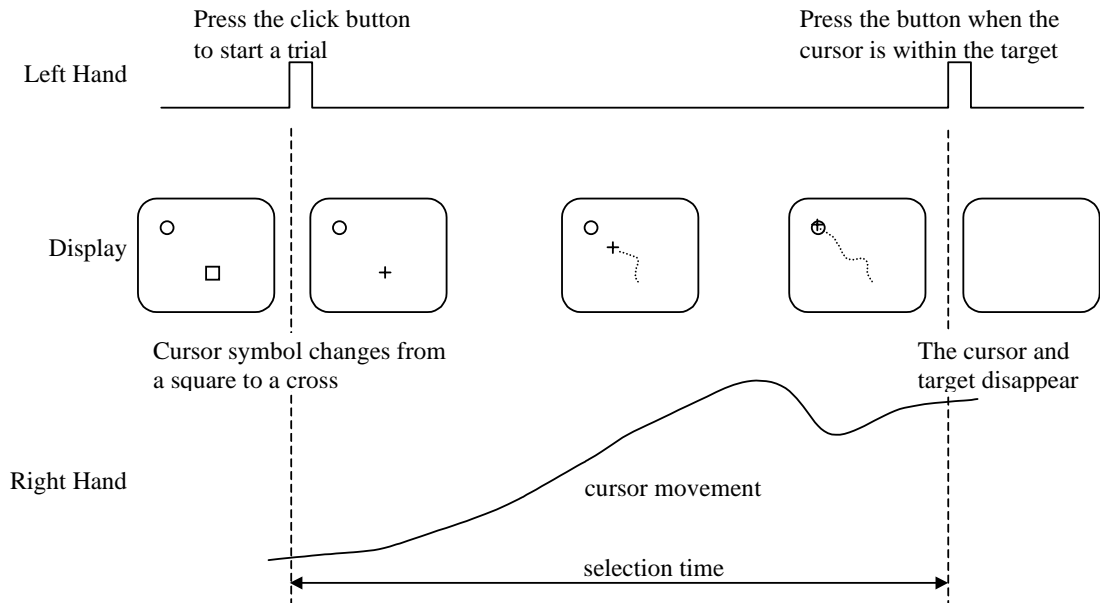 Press the click button
to start a trial
Press the button when the
cursor is within the target
Left Hand
Display
Cursor symbol changes from
a square to a cross
The cursor and
target disappear
Right Hand
cursor movement
selection time